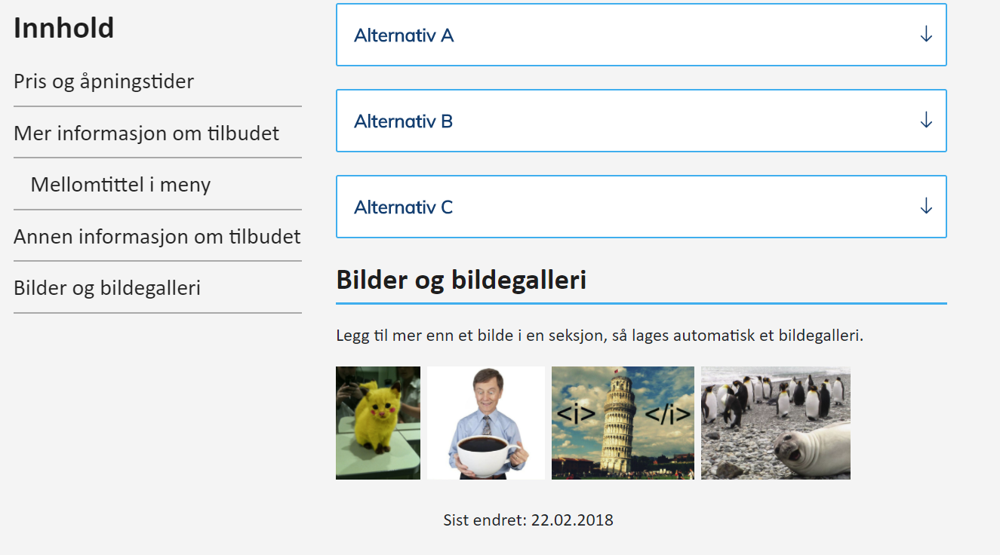 Innhold
Pris og åpningstider
Mer informasjon om tilbudet
Mellomtittel i meny
Annen informasjon om tilbudet
Bilder og bildegalleri
Alternativ A
Alternativ B
Alternativ C
Bilder og bildegalleri
Legg til mer enn et bilde i en seksjon, så lages automatisk et bildegalleri.
<i> </i>
Sist endret: 22.02.2018